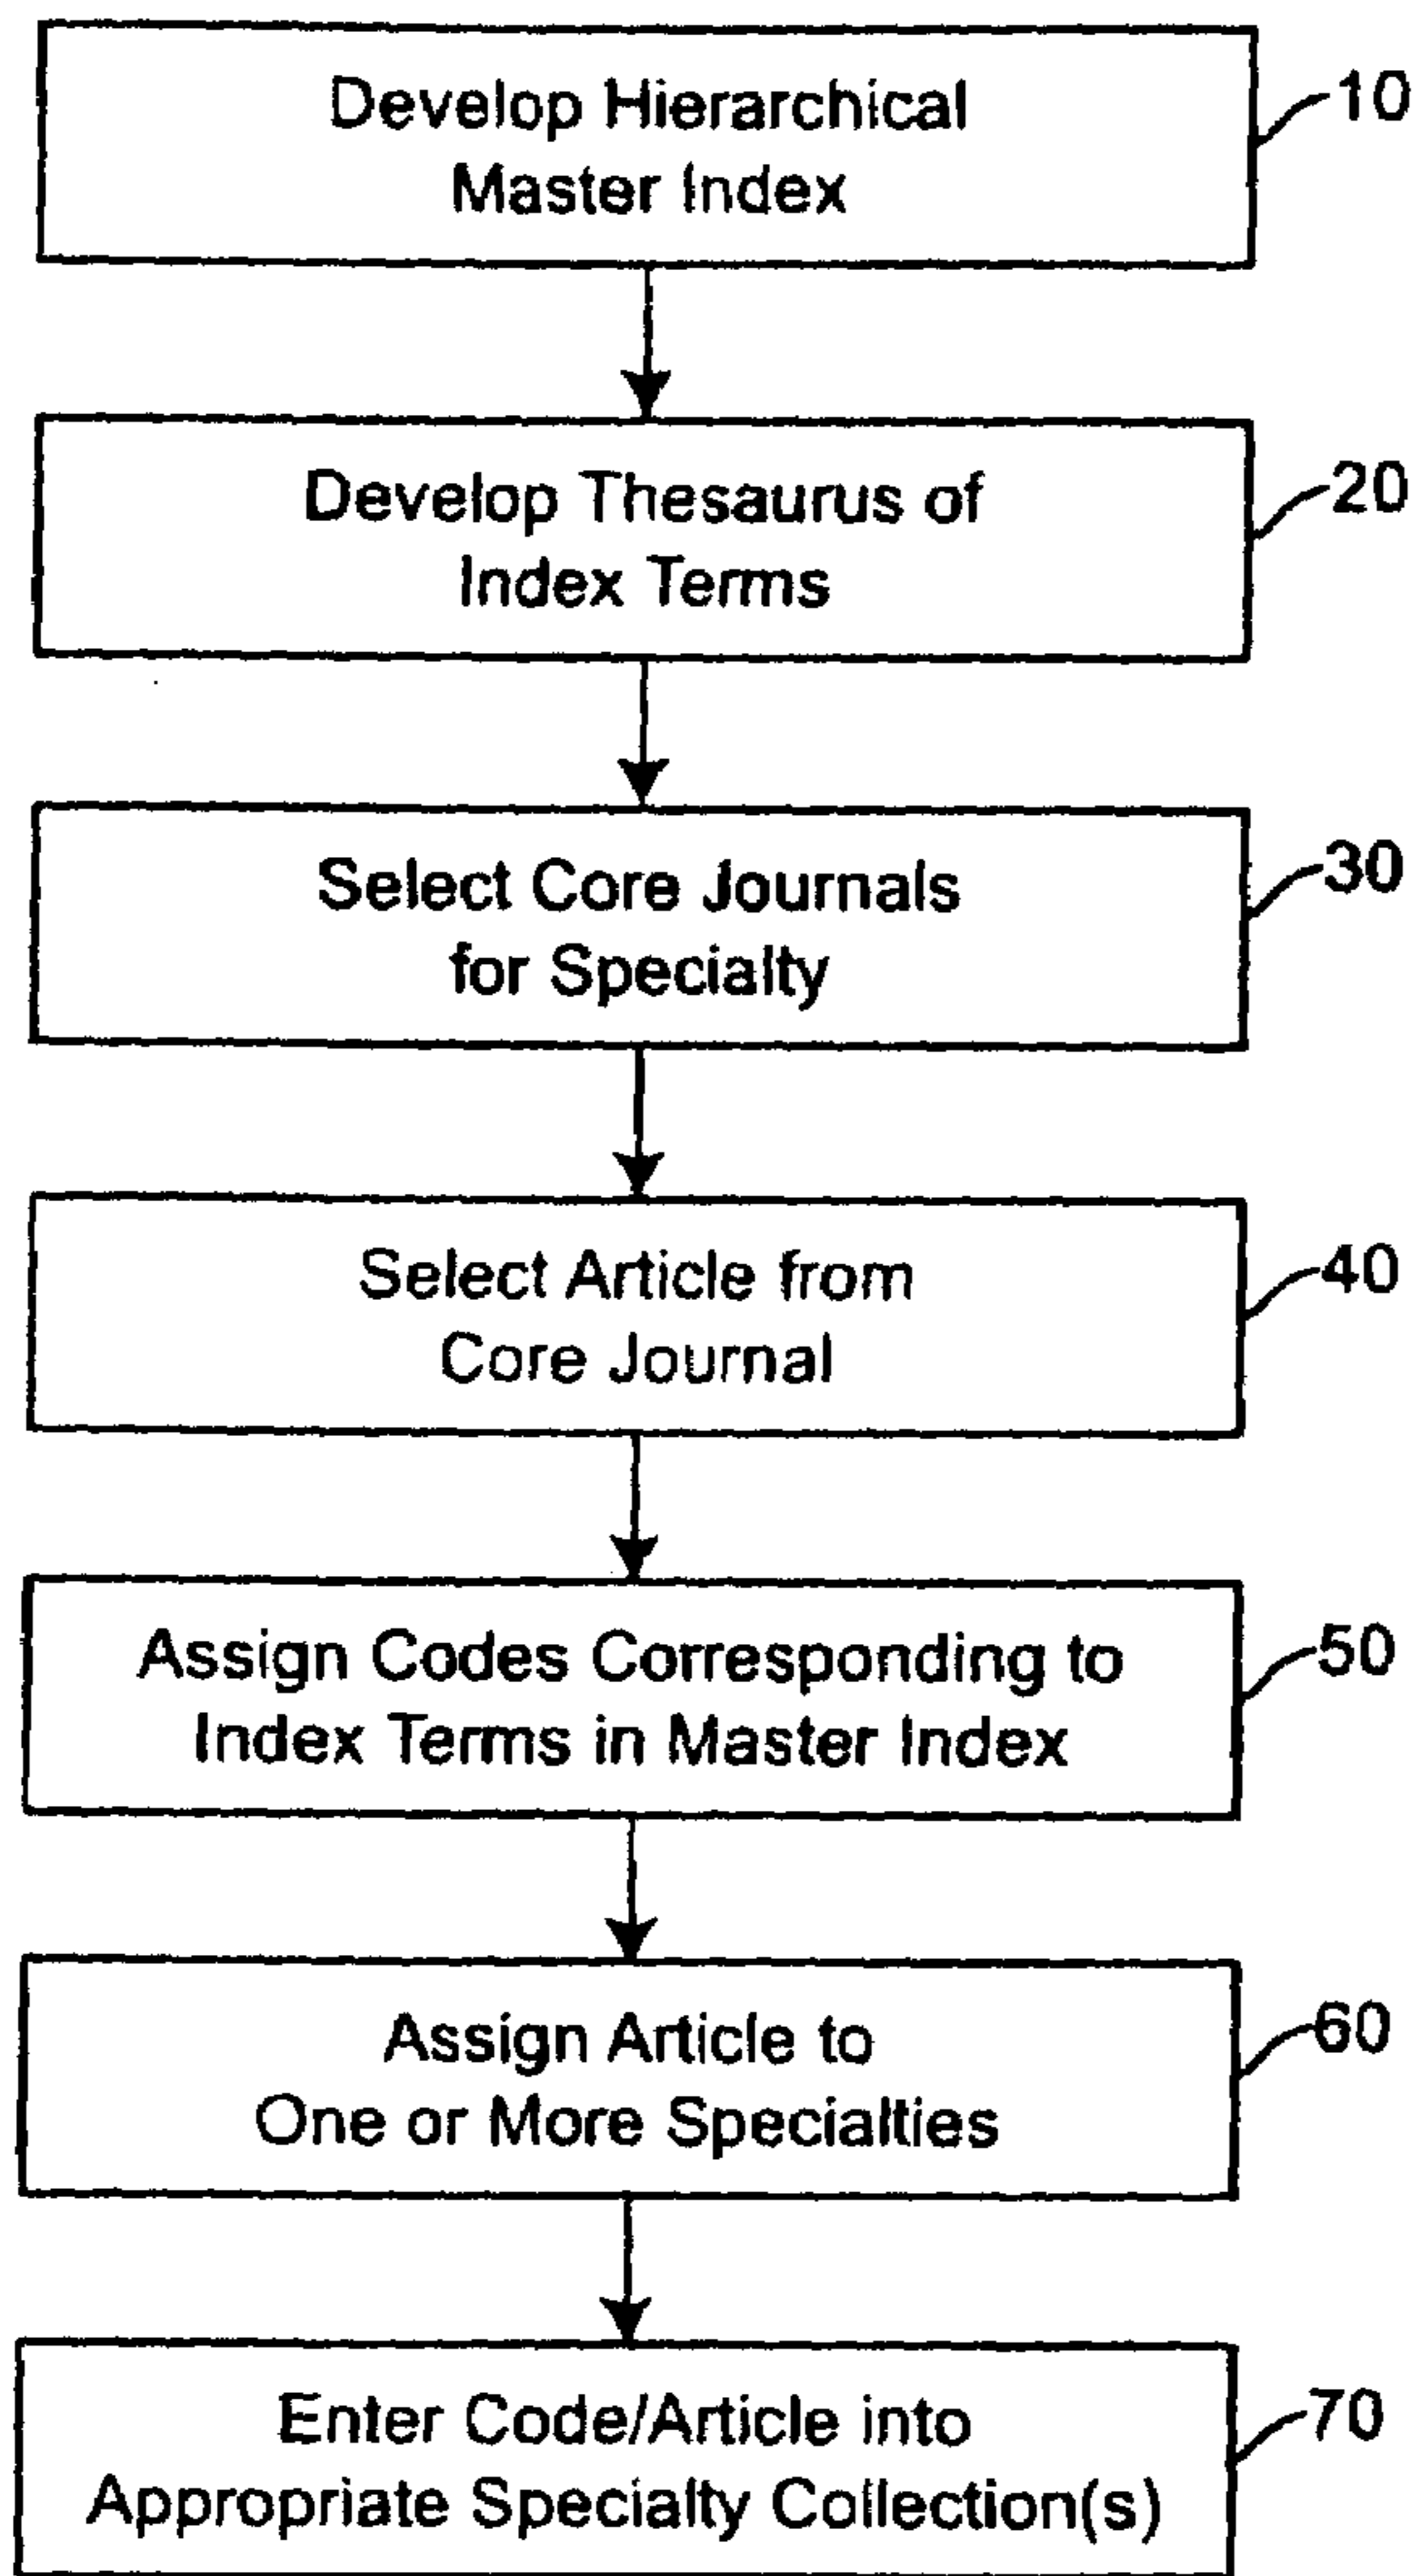 Develop Hierarchical
Master Index
10
Develop Thesaurus of
Index Terms
20
Select Core Journals
for Specialty
30
Select Article from
Core Journal
40
Assign Codes Corresponding to
Index Terms in Master Index
50
Assign Article to
One or More Specialties
60
Enter Code/Article into
Appropriate Specialty Collection(s)
70